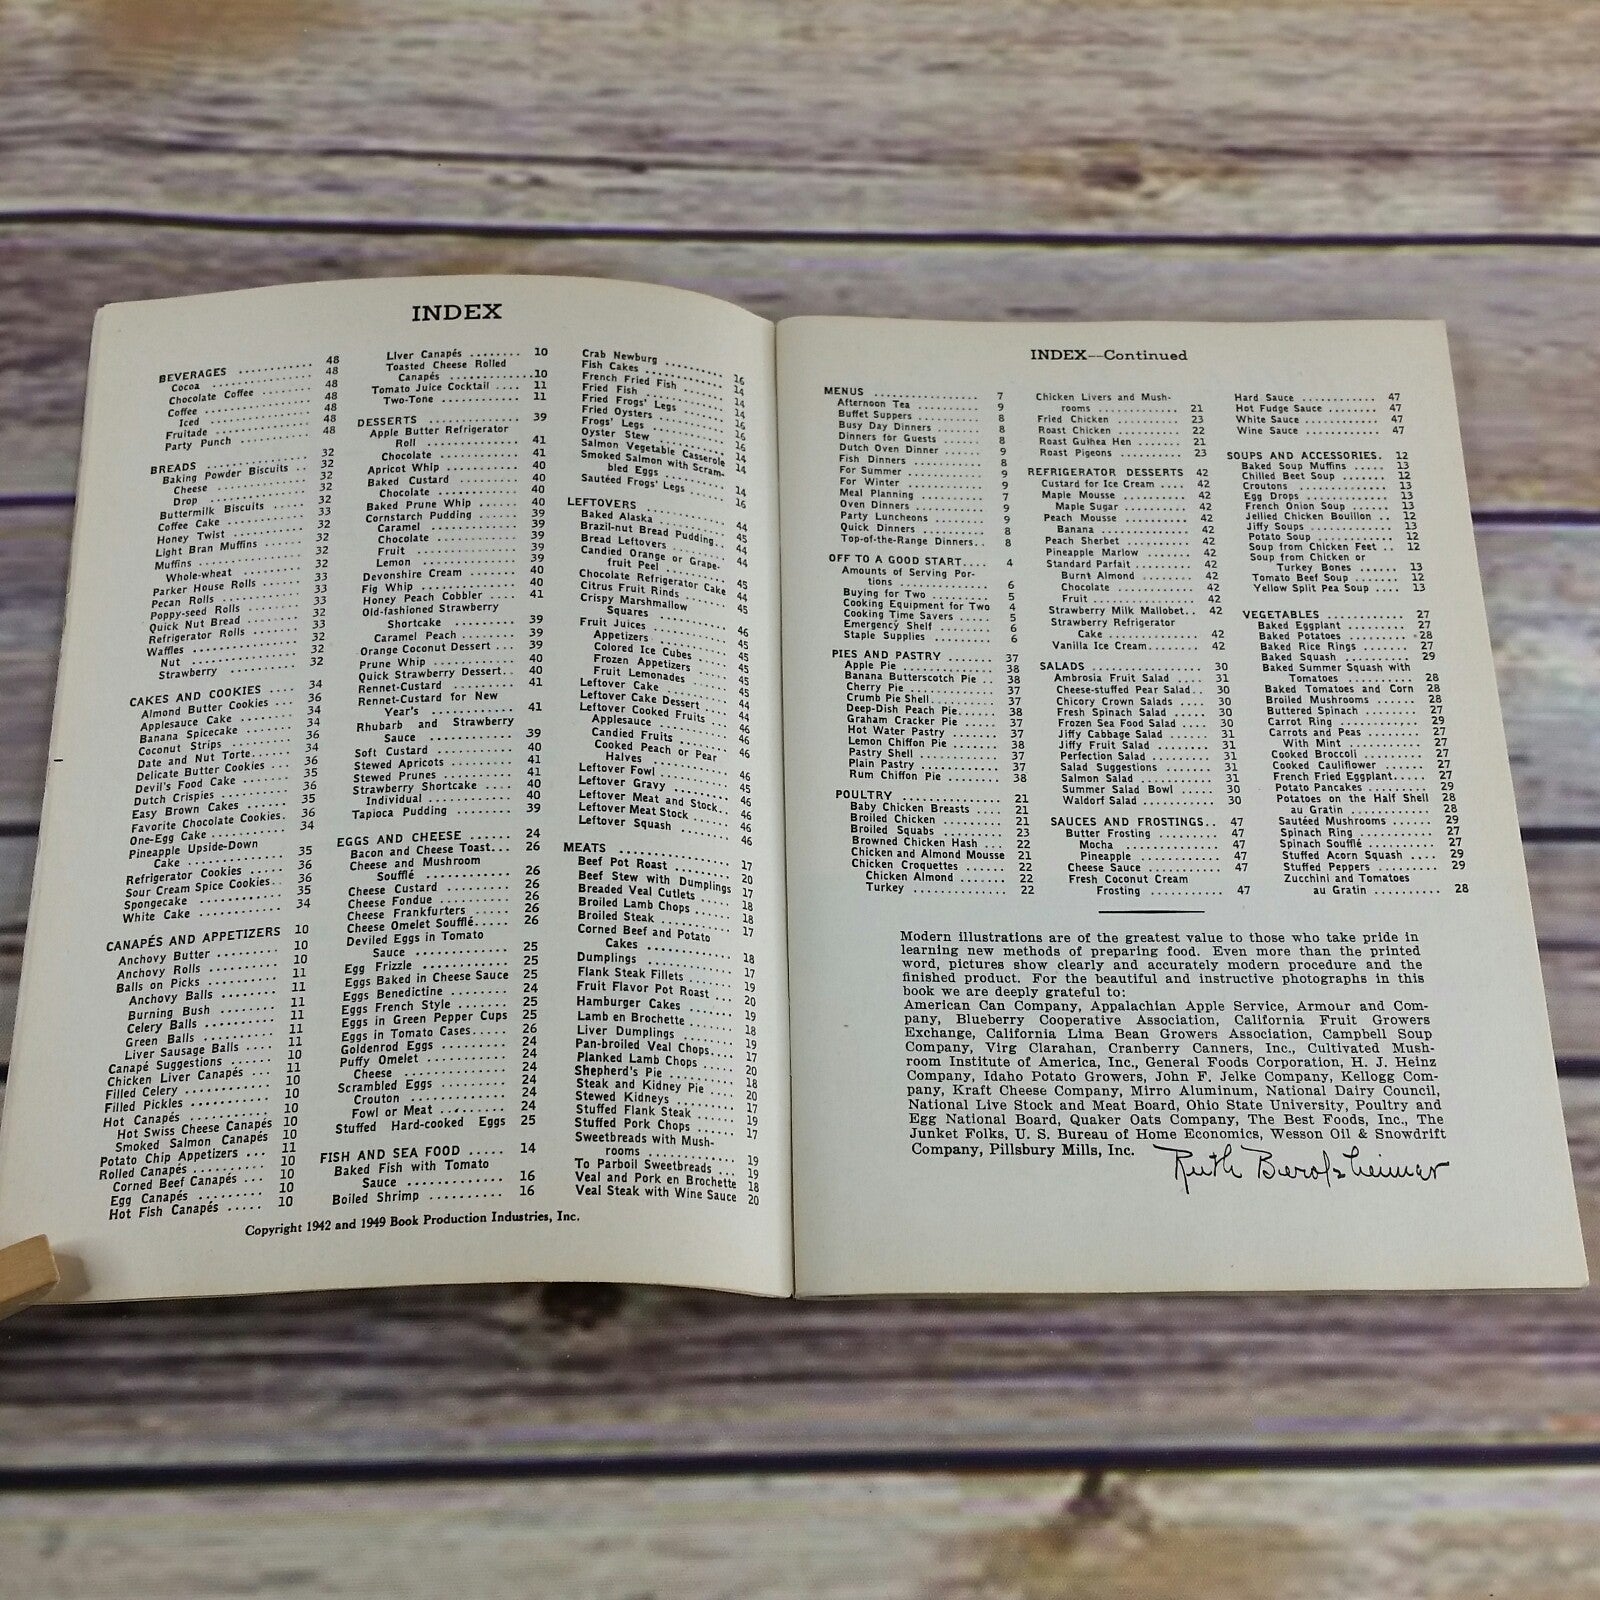 INDEX
BEVERAGES ............ 48
Cocoa ............ 48
Chocolate Coffee ...... 48
Coffee ............ 48
Iced ............ 48
Fruitade ............ 48
Party Punch ......... 48
BREADS ............ 32
Baking Powder Biscuits .. 32
Cheese ............ 32
Drop ............ 32
Buttermilk Biscuits ..... 32
Coffee Cake ......... 33
Honey Twist ......... 32
Light Bran Muffins ..... 32
Muffins ............ 32
Whole-wheat ......... 32
Parker House Rolls ..... 33
Pecan Rolls ......... 33
Poppy-seed Rolls ...... 33
Quick Nut Bread ...... 32
Refrigerator Rolls ..... 33
Waffles ............ 32
Nut ............ 32
Strawberry ......... 32
CAKES AND COOKIES .... 34
Almond Butter Cookies ... 36
Applesauce Cake ...... 34
Banana Spicecake ...... 34
Coconut Strips ...... 36
Date and Nut Torte ..... 34
Delicate Butter Cookies ... 36
Devil's Food Cake ...... 35
Dutch Crispies ...... 36
Easy Brown Cakes ...... 35
Favorite Chocolate Cookies. 36
One-Egg Cake ......... 34
Pineapple Upside-Down
Cake ............ 35
Refrigerator Cookies ..... 36
Sour Cream Spice Cookies.. 36
Spongecake ......... 35
White Cake ......... 34
CANAPÉS AND APPETIZERS 10
Anchovy Butter ......... 10
Anchovy Rolls ......... 10
Balls on Picks ......... 11
Anchovy Balls ......... 11
Burning Bush ......... 11
Celery Balls ......... 11
Green Balls ......... 11
Liver Sausage Balls .... 11
Canapé Suggestions ..... 10
Chicken Liver Canapés ... 11
Filled Celery ......... 10
Filled Pickles ......... 10
Hot Canapés ......... 10
Hot Swiss Cheese Canapés 10
Smoked Salmon Canapés 10
Potato Chip Appetizers ... 11
Rolled Canapés ......... 10
Corned Beef Canapés ... 10
Egg Canapés ......... 10
Hot Fish Canapés ..... 10
Liver Canapés ........ 10
Toasted Cheese Rolled
Canapés ............ 10
Tomato Juice Cocktail .... 11
Two-Tone ............ 11
DESSERTS ............ 39
Apple Butter Refrigerator
Roll ............ 41
Chocolate ......... 41
Apricot Whip ......... 40
Baked Custard ......... 40
Chocolate ......... 40
Baked Prune Whip ..... 40
Cornstarch Pudding ..... 39
Caramel ............ 39
Chocolate ......... 39
Fruit ............ 39
Lemon ............ 39
Devonshire Cream ...... 40
Fig Whip ............ 40
Honey Peach Cobbler .... 41
Old-fashioned Strawberry
Shortcake ......... 39
Caramel Peach ......... 39
Orange Coconut Dessert ... 39
Prune Whip ............ 40
Quick Strawberry Dessert.. 40
Rennet-Custard ......... 41
Rennet-Custard for New
Year's ............ 41
Rhubarb and Strawberry
Sauce ............ 39
Soft Custard ......... 40
Stewed Apricots ...... 41
Stewed Prunes ......... 41
Strawberry Shortcake .... 40
Individual ......... 40
Tapioca Pudding ...... 39
EGGS AND CHEESE ...... 24
Bacon and Cheese Toast... 26
Cheese and Mushroom
Soufflé ............ 26
Cheese Custard ......... 26
Cheese Fondue ......... 26
Cheese Frankfurters ..... 26
Cheese Omelet Soufflé.... 26
Deviled Eggs in Tomato
Sauce ............ 25
Egg Frizzle ......... 25
Eggs Baked in Cheese Sauce 25
Eggs Benedictine ...... 24
Eggs French Style ...... 25
Eggs in Green Pepper Cups 25
Eggs in Tomato Cases..... 26
Goldenrod Eggs ......... 24
Puffy Omelet ......... 24
Cheese ............ 24
Scrambled Eggs ......... 24
Crouton ............ 24
Fowl or Meat ......... 24
Stuffed Hard-cooked Eggs 25
FISH AND SEA FOOD ..... 14
Baked Fish with Tomato
Sauce ............ 16
Boiled Shrimp ......... 16
Crab Newburg ......... 16
Fish Cakes ............ 14
French Fried Fish ...... 14
Fried Fish ............ 14
Fried Frogs' Legs ...... 16
Fried Oysters ......... 16
Frogs' Legs ............ 16
Oyster Stew ............ 16
Salmon Vegetable Casserole 14
Smoked Salmon with Scram-
bled Eggs ......... 14
Sautéed Frogs' Legs ..... 16
LEFTOVERS ............ 44
Baked Alaska ......... 45
Brazil-nut Bread Pudding.. 44
Bread Leftovers ......... 44
Candied Orange or Grape-
fruit Peel ......... 45
Chocolate Refrigerator Cake 44
Citrus Fruit Rinds ...... 45
Crispy Marshmallow
Squares ............ 46
Fruit Juices ............ 45
Appetizers ......... 45
Colored Ice Cubes ..... 45
Frozen Appetizers ..... 45
Fruit Lemonades ..... 45
Leftover Cake ......... 44
Leftover Cake Dessert .... 44
Leftover Cooked Fruits ... 46
Applesauce ......... 46
Candied Fruits ...... 46
Cooked Peach or Pear
Halves ............ 46
Leftover Fowl ......... 45
Leftover Gravy ......... 46
Leftover Meat and Stock... 46
Leftover Meat Stock ...... 46
Leftover Squash ......... 46
MEATS ............ 17
Beef Pot Roast ......... 20
Beef Stew with Dumplings 17
Breaded Veal Cutlets .... 18
Broiled Lamb Chops ...... 18
Broiled Steak ......... 17
Corned Beef and Potato
Cakes ............ 18
Dumplings ............ 17
Flank Steak Fillets ...... 19
Fruit Flavor Pot Roast ... 20
Hamburger Cakes ...... 19
Lamb en Brochette ...... 18
Liver Dumplings ......... 19
Pan-broiled Veal Chops.... 17
Planked Lamb Chops ..... 20
Shepherd's Pie ......... 18
Steak and Kidney Pie .... 20
Stewed Kidneys ......... 17
Stuffed Flank Steak ..... 19
Stuffed Pork Chops ...... 17
Sweetbreads with Mush-
rooms ............ 19
To Parboil Sweetbreads ... 19
Veal and Pork en Brochette 18
Veal Steak with Wine Sauce 20
Copyright 1942 and 1949 Book Production Industries, Inc.
INDEX—Continued
MENUS ............ 7
Afternoon Tea ......... 9
Buffet Suppers ......... 8
Busy Day Dinners ...... 8
Dinners for Guests ...... 8
Dutch Oven Dinner ...... 9
Fish Dinners ......... 8
For Summer ............ 9
For Winter ............ 9
Meal Planning ......... 7
Oven Dinners ......... 9
Party Luncheons ......... 9
Quick Dinners ......... 8
Top-of-the-Range Dinners.. 8
OFF TO A GOOD START.... 4
Amounts of Serving Por-
tions ............ 6
Buying for Two ......... 5
Cooking Equipment for Two 4
Cooking Time Savers ..... 5
Emergency Shelf ......... 6
Staple Supplies ......... 6
PIES AND PASTRY ....... 37
Apple Pie ............ 38
Banana Butterscotch Pie .. 38
Cherry Pie ............ 37
Crumb Pie Shell......... 37
Deep-Dish Peach Pie...... 38
Graham Cracker Pie ..... 37
Hot Water Pastry ...... 37
Lemon Chiffon Pie ...... 38
Pastry Shell ......... 37
Plain Pastry ......... 37
Rum Chiffon Pie ......... 38
POULTRY ............ 21
Baby Chicken Breasts .... 21
Broiled Chicken ......... 21
Broiled Squabs ......... 23
Browned Chicken Hash ... 22
Chicken and Almond Mousse 21
Chicken Croquettes ...... 22
Chicken Almond ...... 22
Turkey ............ 22
Chicken Livers and Mush-
rooms ............ 21
Fried Chicken ......... 23
Roast Chicken ......... 22
Roast Guinea Hen ...... 21
Roast Pigeons ......... 23
REFRIGERATOR DESSERTS 42
Custard for Ice Cream .... 42
Maple Mousse ......... 42
Maple Sugar ......... 42
Peach Mousse ......... 42
Banana ............ 42
Peach Sherbet ......... 42
Pineapple Marlow ...... 42
Standard Parfait ......
Burnt Almond ......... 42
Chocolate ......... 42
Fruit ............ 42
Strawberry Milk Mallobet.. 42
Strawberry Refrigerator
Cake ............ 42
Vanilla Ice Cream...... 42
SALADS ............ 30
Ambrosia Fruit Salad .... 31
Cheese-stuffed Pear Salad.. 30
Chicory Crown Salads .... 30
Fresh Spinach Salad ..... 30
Frozen Sea Food Salad ... 30
Jiffy Cabbage Salad ..... 31
Jiffy Fruit Salad ...... 31
Perfection Salad ...... 31
Salad Suggestions ...... 31
Salmon Salad ......... 31
Summer Salad Bowl ..... 30
Waldorf Salad ......... 30
SAUCES AND FROSTINGS.. 47
Butter Frosting ......... 47
Mocha ............ 47
Pineapple ......... 47
Cheese Sauce ......... 47
Fresh Coconut Cream
Frosting ............ 47
Hard Sauce ............ 47
Hot Fudge Sauce ......... 47
White Sauce ............ 47
Wine Sauce ............ 47
SOUPS AND ACCESSORIES. 12
Baked Soup Muffins ..... 13
Chilled Beet Soup ...... 12
Croutons ............ 13
Egg Drops ............ 13
French Onion Soup ...... 13
Jellied Chicken Bouillon .. 12
Jiffy Soups ............ 13
Potato Soup ............ 12
Soup from Chicken Feet .. 12
Soup from Chicken or
Turkey Bones ...... 13
Tomato Beef Soup ...... 12
Yellow Split Pea Soup .... 13
VEGETABLES ............ 27
Baked Eggplant ......... 27
Baked Potatoes ......... 28
Baked Rice Rings ...... 27
Baked Squash ......... 29
Baked Summer Squash with
Tomatoes ............ 28
Baked Tomatoes and Corn 28
Broiled Mushrooms ...... 28
Buttered Spinach ......... 27
Carrot Ring ............ 29
Carrots and Peas ......... 27
With Mint ............ 27
Cooked Broccoli ......... 27
Cooked Cauliflower ...... 27
French Fried Eggplant..... 27
Potato Pancakes ......... 29
Potatoes on the Half Shell 28
au Gratin ............ 28
Sautéed Mushrooms ...... 29
Spinach Ring ............ 27
Spinach Soufflé ......... 27
Stuffed Acorn Squash .... 29
Stuffed Peppers ......... 29
Zucchini and Tomatoes
au Gratin ............ 28
Modern illustrations are of the greatest value to those who take pride in
learning new methods of preparing food. Even more than the printed
word, pictures show clearly and accurately modern procedure and the
finished product. For the beautiful and instructive photographs in this
book we are deeply grateful to:
American Can Company, Appalachian Apple Service, Armour and Com-
pany, Blueberry Cooperative Association, California Fruit Growers
Exchange, California Lima Bean Growers Association, Campbell Soup
Company, Virg Clarahan, Cranberry Canners, Inc., Cultivated Mush-
room Institute of America, Inc., General Foods Corporation, H. J. Heinz
Company, Idaho Potato Growers, John F. Jelke Company, Kellogg Com-
pany, Kraft Cheese Company, Mirro Aluminum, National Dairy Council,
National Live Stock and Meat Board, Ohio State University, Poultry and
Egg National Board, Quaker Oats Company, The Best Foods, Inc., The
Junket Folks, U. S. Bureau of Home Economics, Wesson Oil & Snowdrift
Company, Pillsbury Mills, Inc.
Ruth Berolzheimer